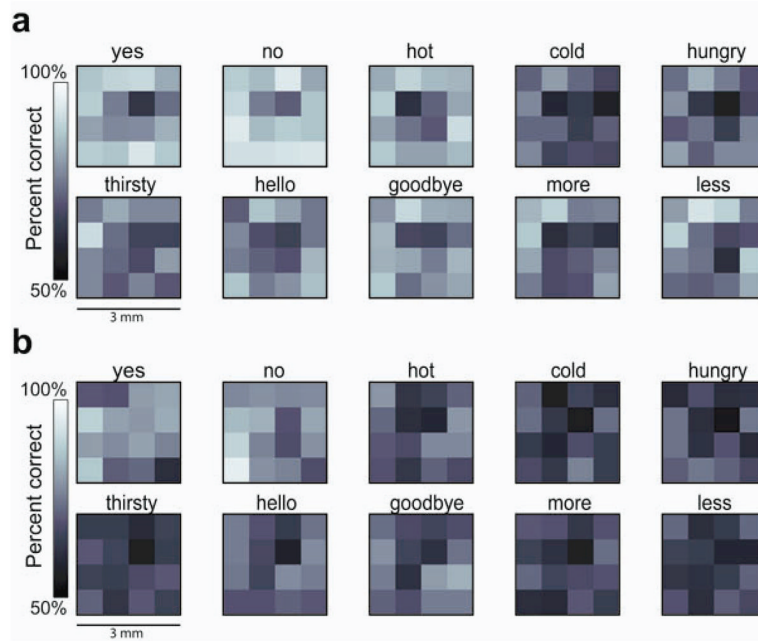 a
yes no hot cold hungry
100%
Percent correct
50%
thirsty hello goodbye more less
3 mm
b
yes no hot cold hungry
100%
Percent correct
50%
thirsty hello goodbye more less
3 mm